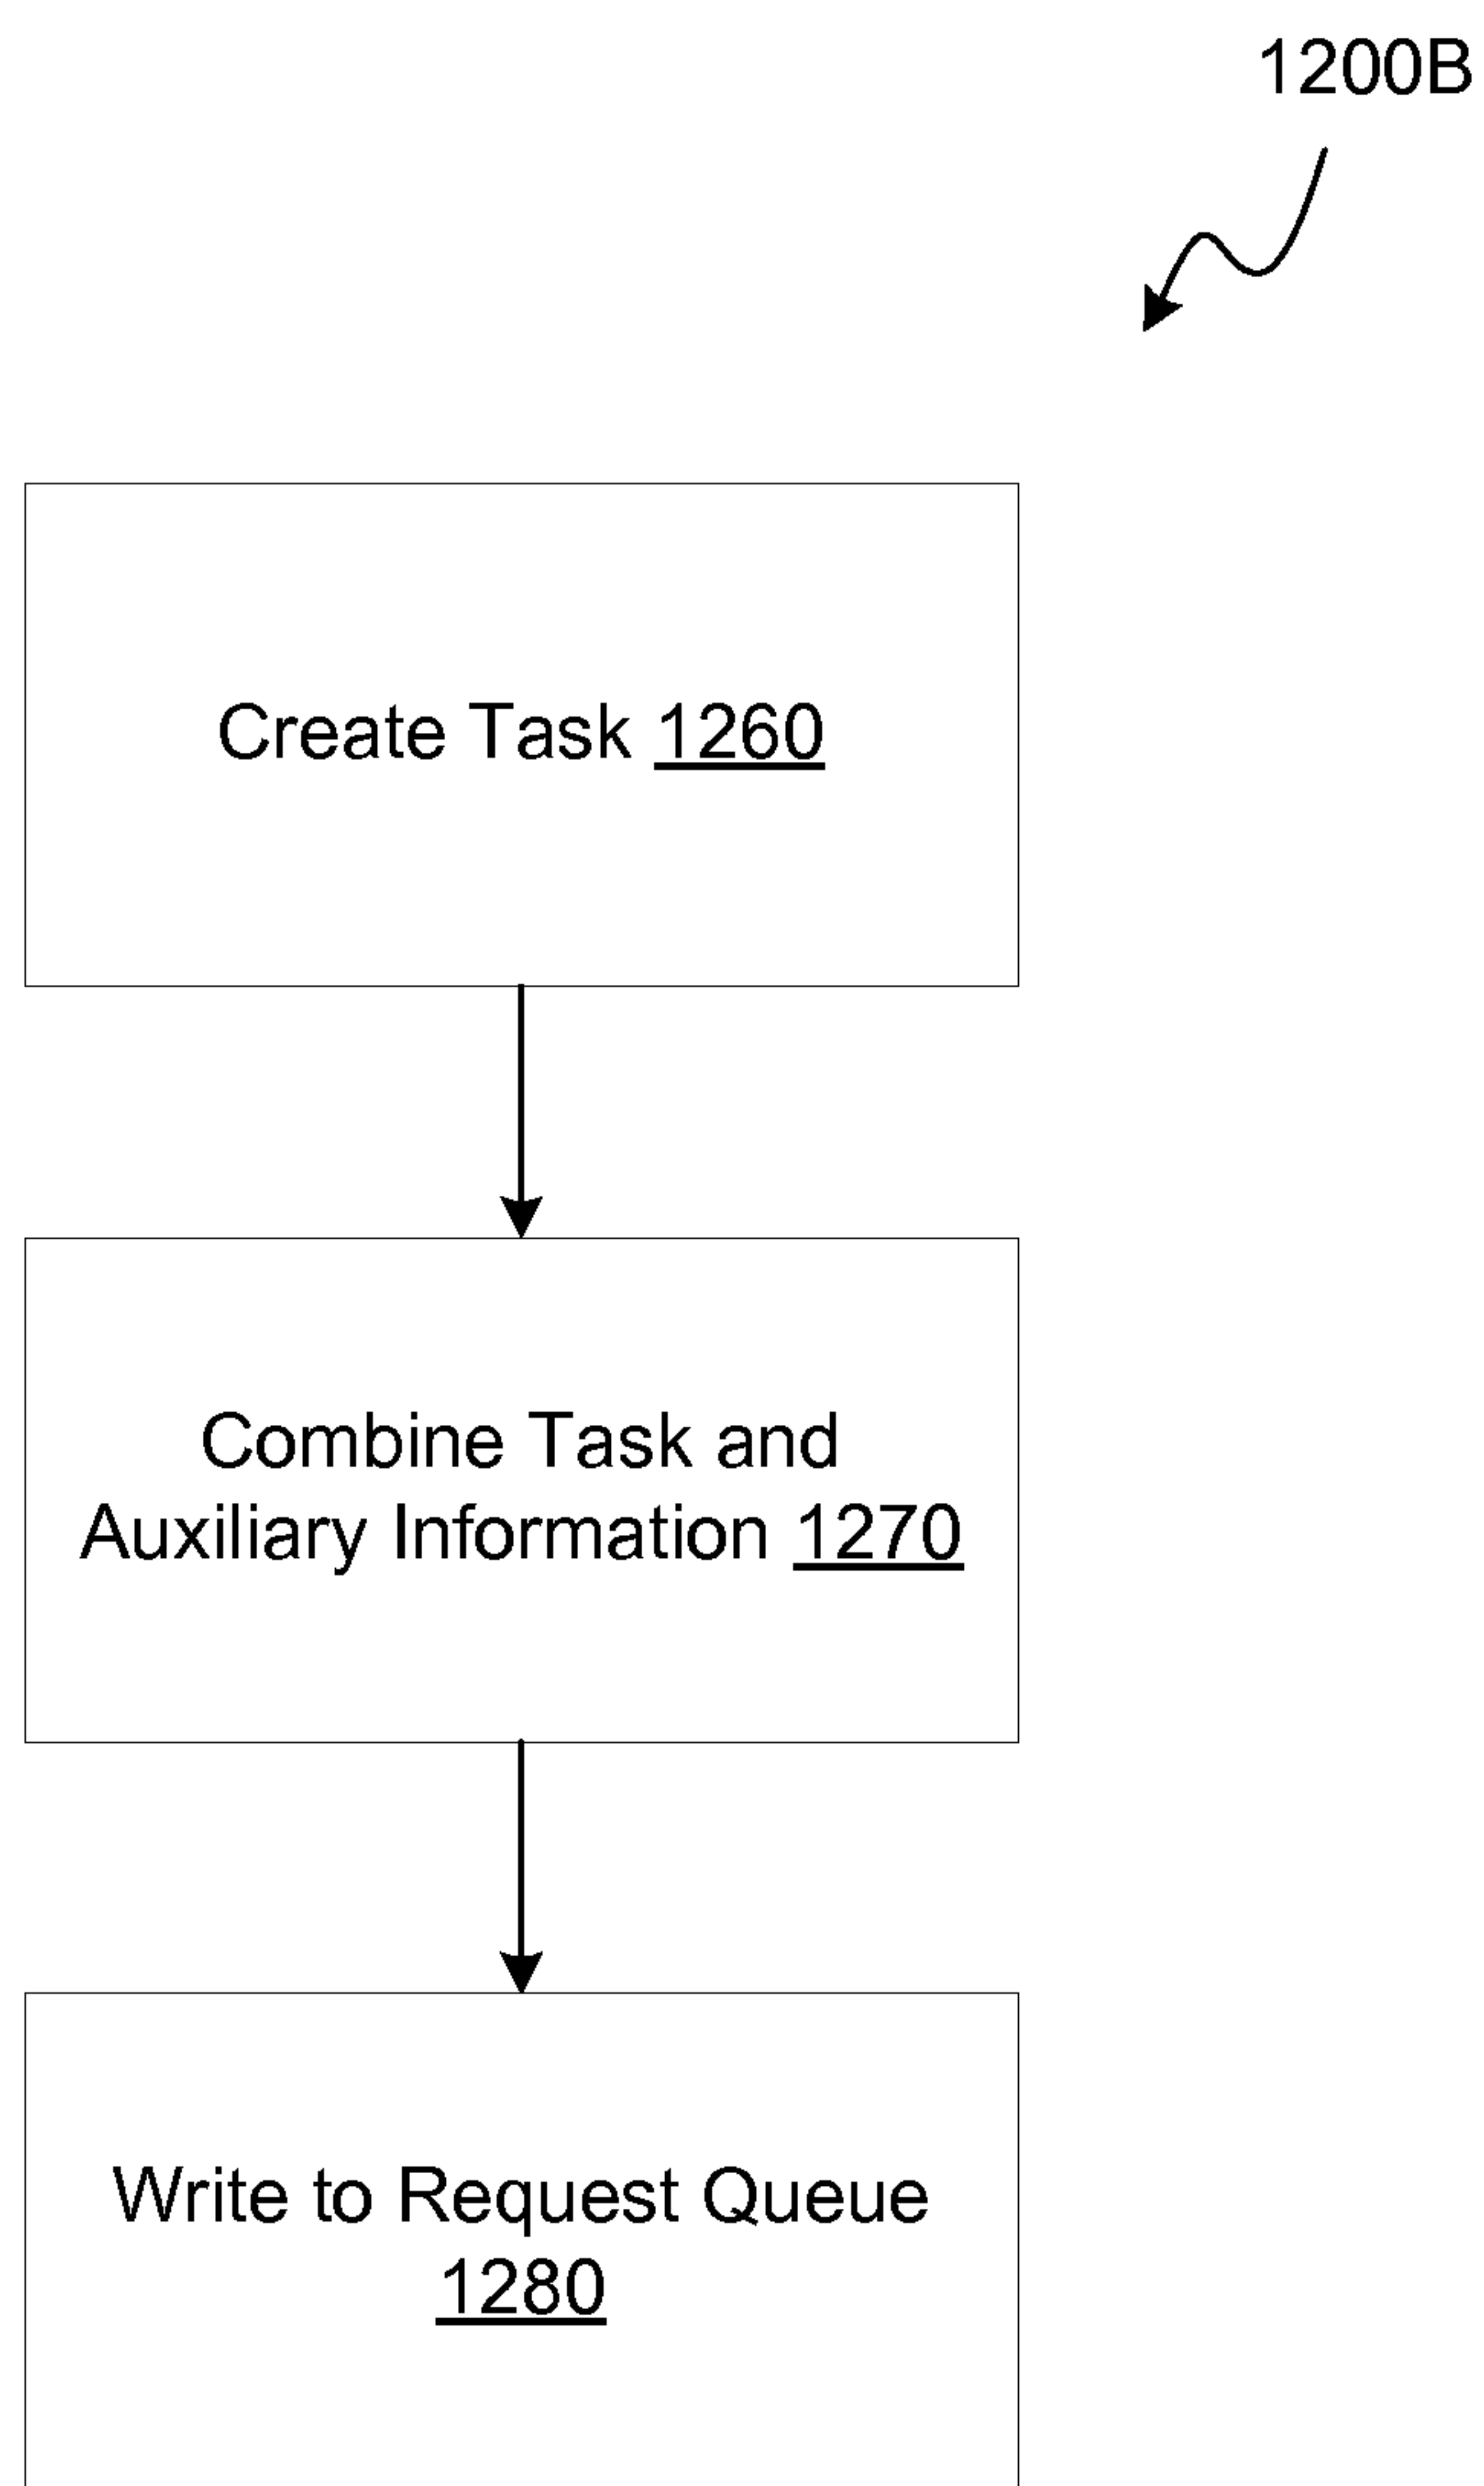 1200B
Create Task 1260
Combine Task and
Auxiliary Information 1270
Write to Request Queue
1280